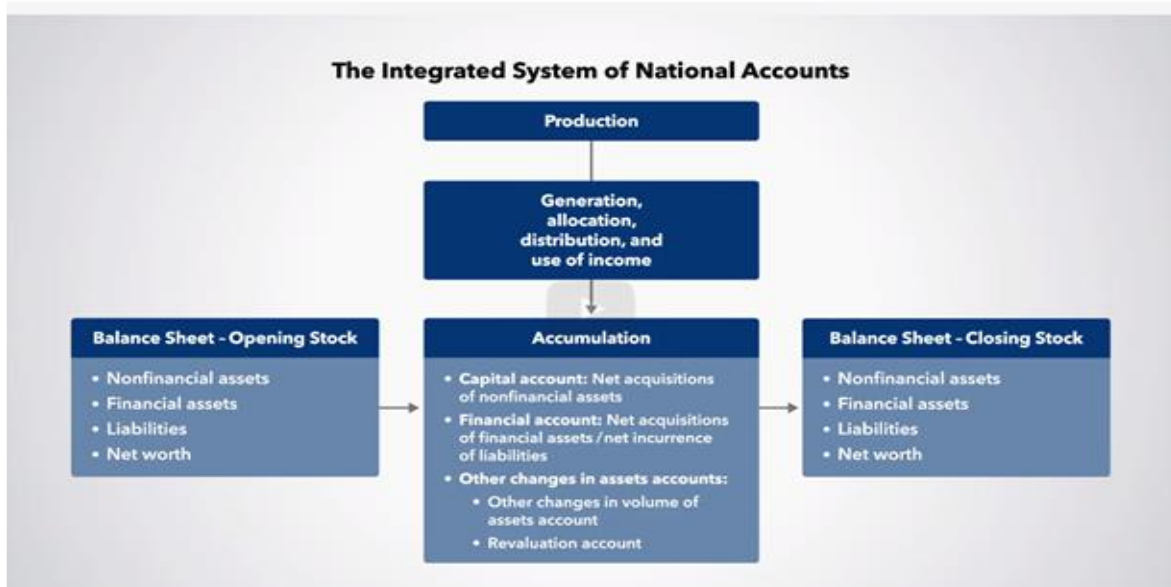 The Integrated System of National Accounts
Production
Generation,
allocation,
distribution, and
use of income
Balance Sheet - Opening Stock
• Nonfinancial assets
• Financial assets
• Liabilities
• Net worth
Accumulation
• Capital account: Net acquisitions
of nonfinancial assets
• Financial account: Net acquisitions
of financial assets / net incurrence
of liabilities
• Other changes in assets accounts:
• Other changes in volume of
assets account
• Revaluation account
Balance Sheet - Closing Stock
• Nonfinancial assets
• Financial assets
• Liabilities
• Net worth